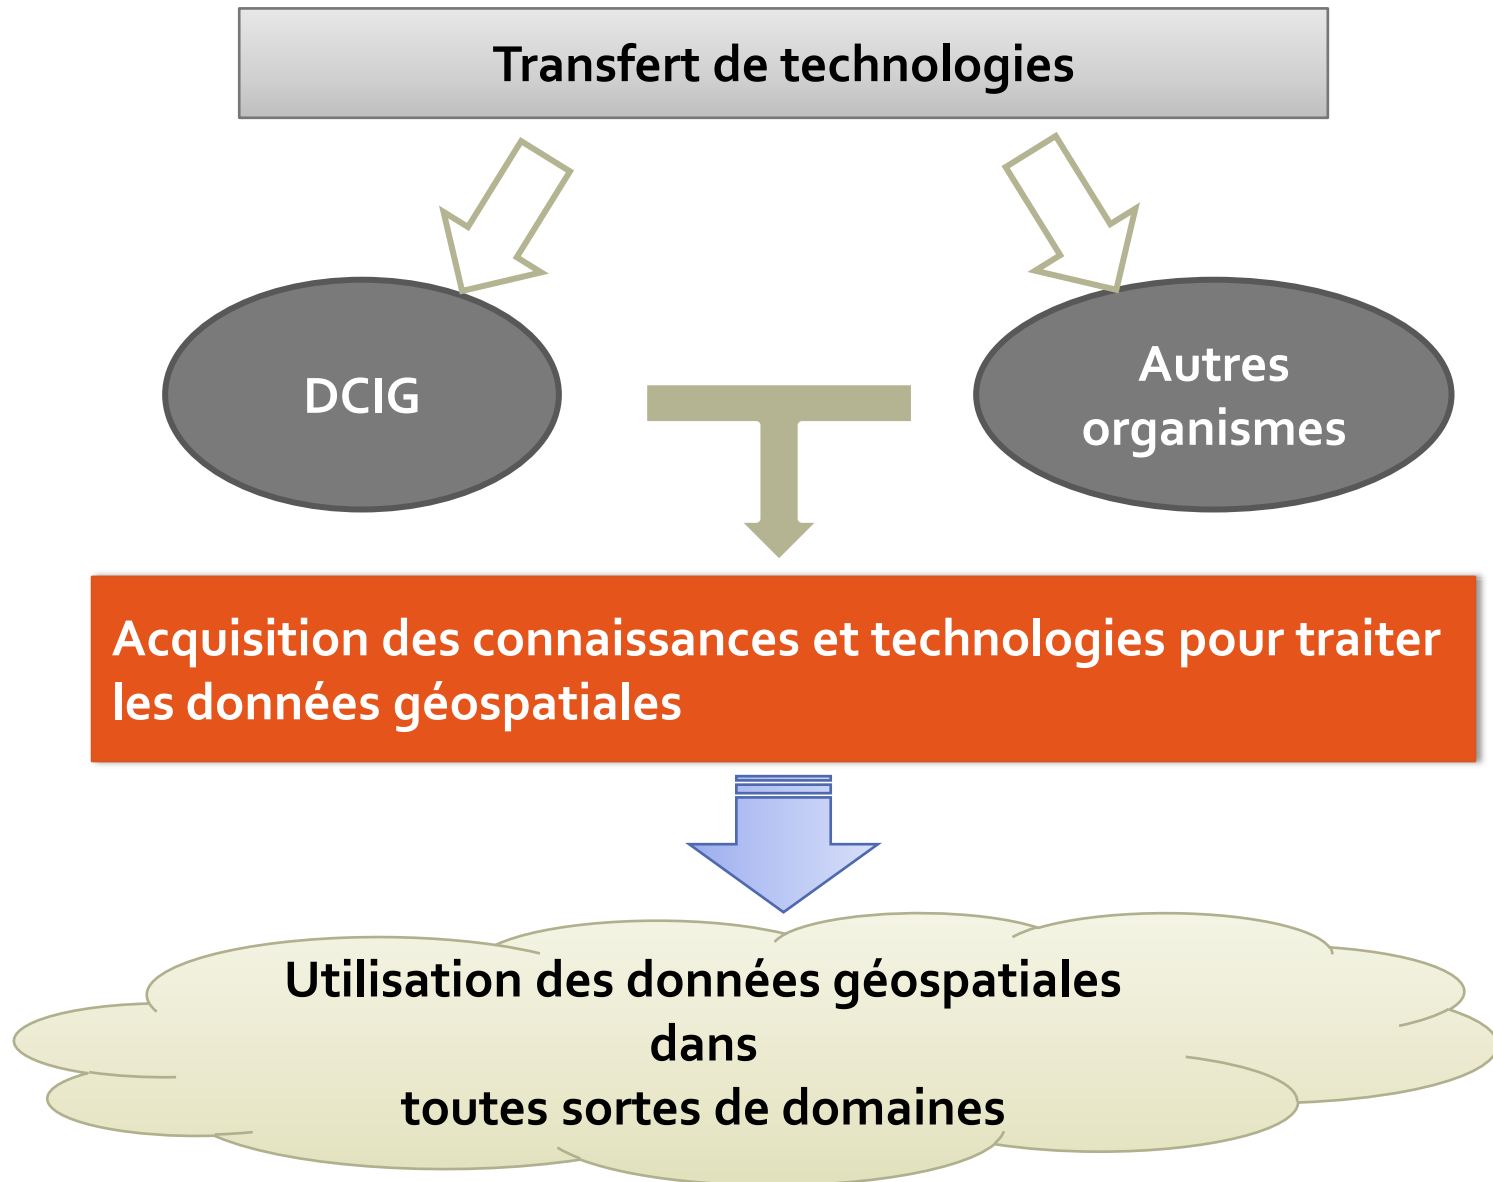 Transfert de technologies
DCIG
Autres
organismes
Acquisition des connaissances et technologies pour traiter
les données géospatiales
Utilisation des données géospatiales
dans
toutes sortes de domaines